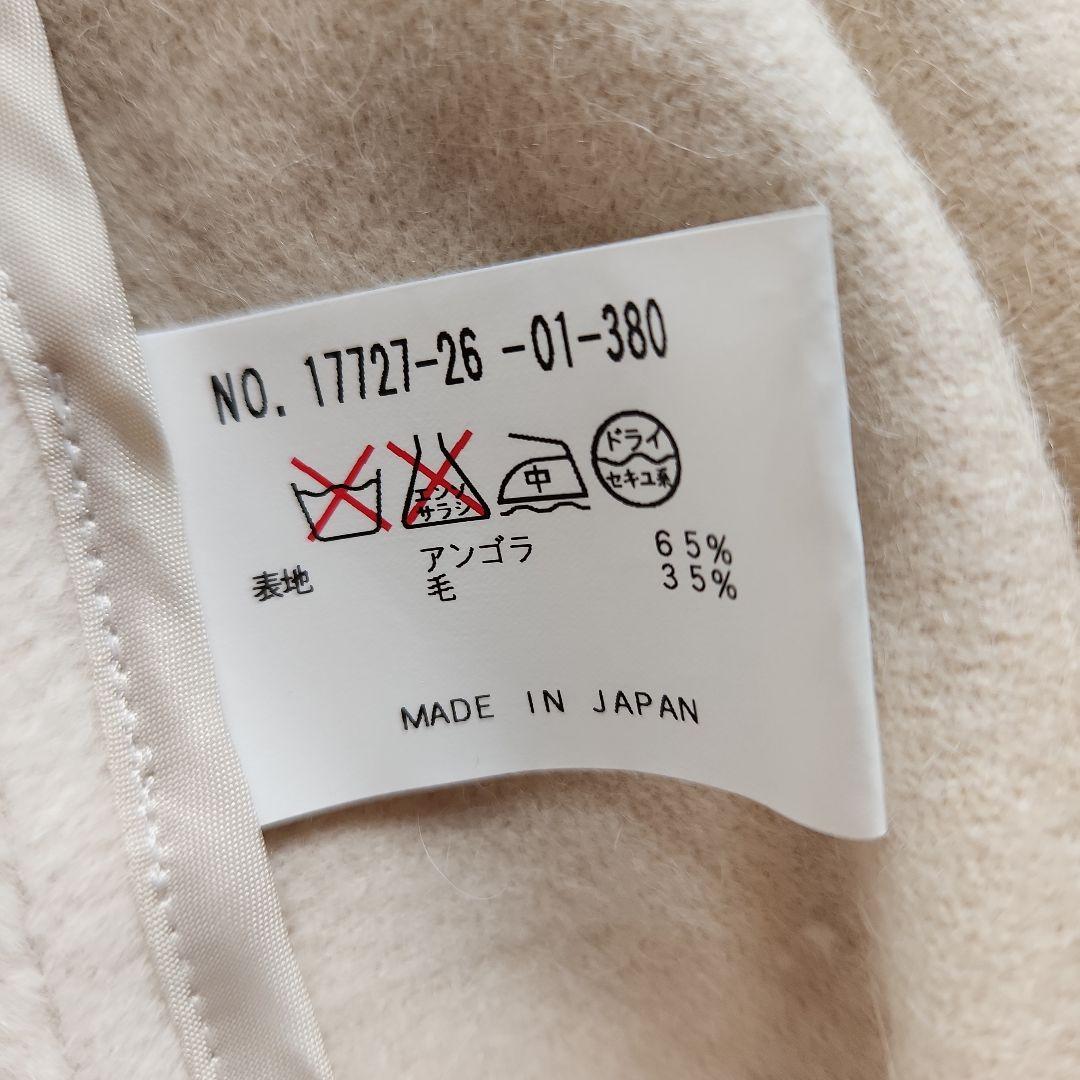 NO. 17727-26 -01-380
エンソ
サラシ
中
ドライ
セキユ系
表地 アンゴラ 65%
毛 35%
MADE IN JAPAN